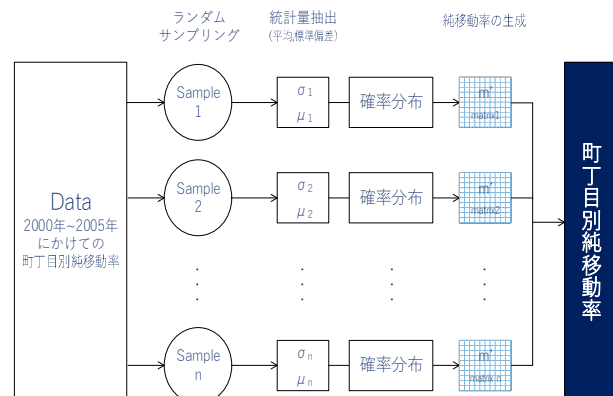 ランダム
サンプリング
統計量抽出
(平均,標準偏差)
純移動率の生成
Data
2000年~2005年
にかけての
町丁目別純移動率
Sample
1
σ1
μ1
確率分布
m'
matrix1
Sample
2
σ2
μ2
確率分布
m'
matrix2
Sample
n
σn
μn
確率分布
m'
matrix n
町丁目別純移動率